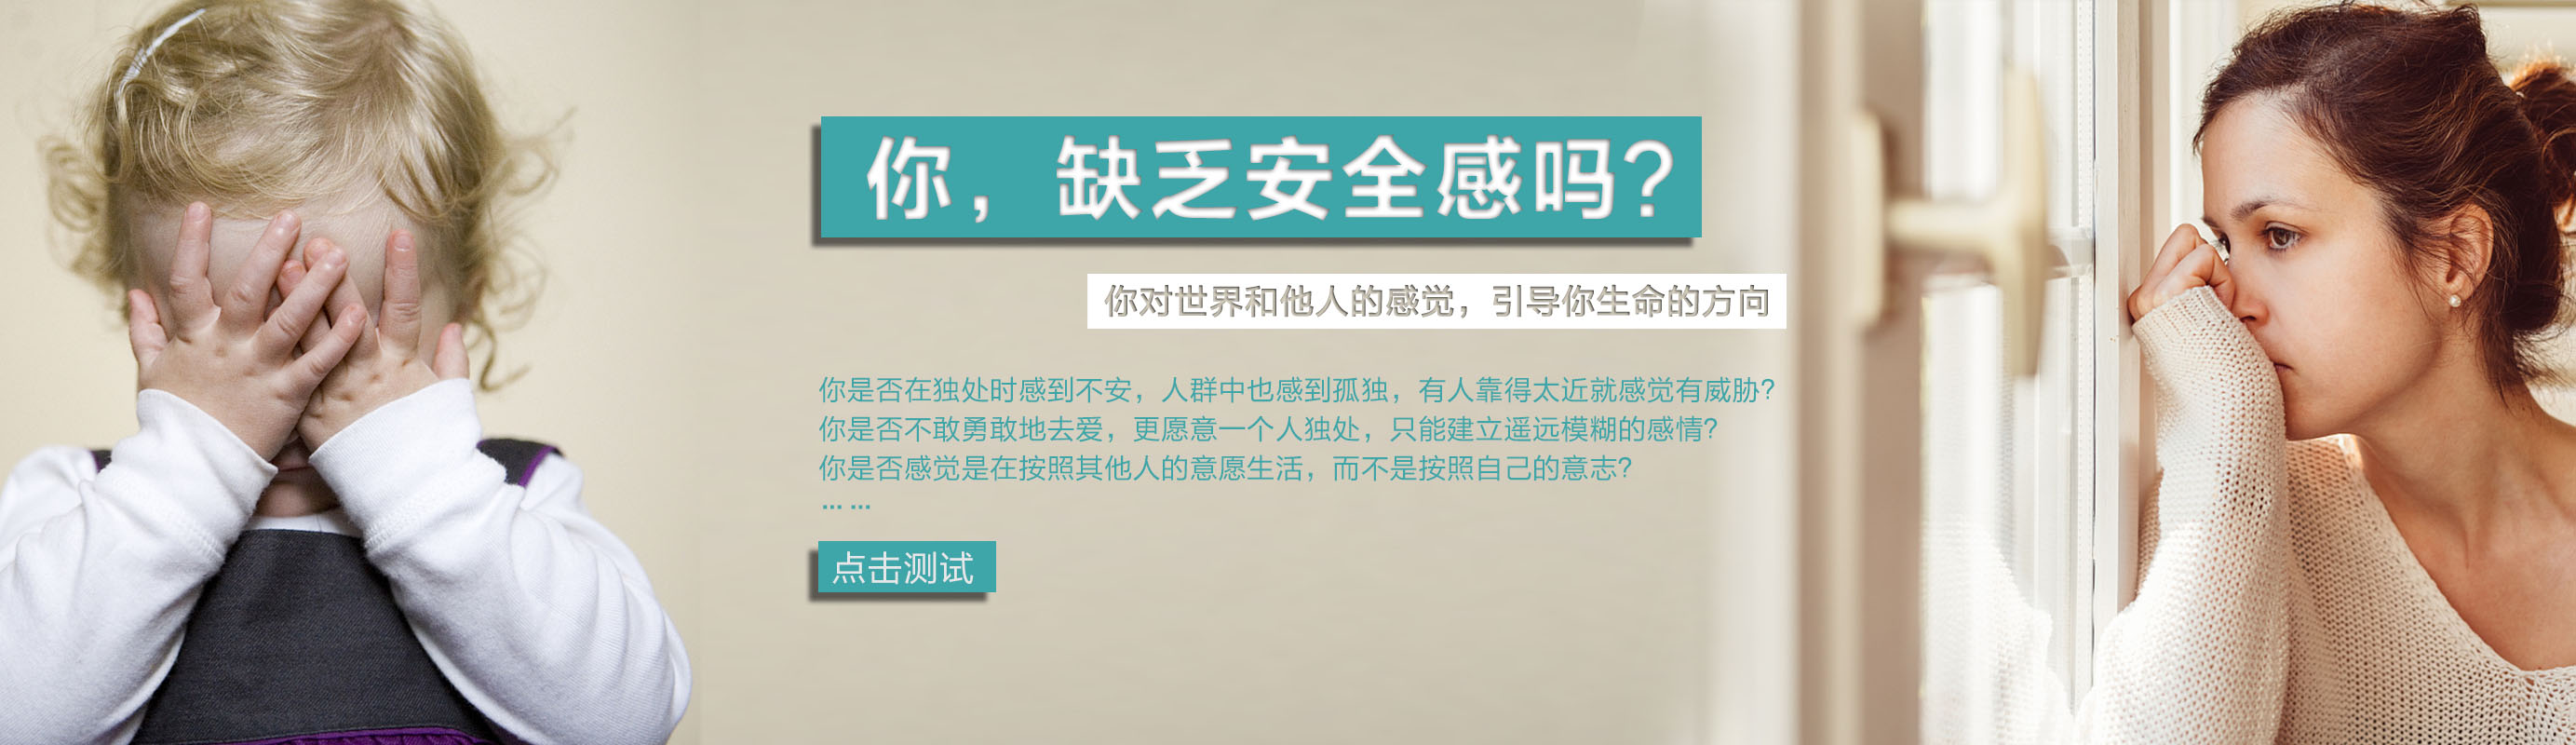 你，缺乏安全感吗?
你对世界和他人的感觉，引导你生命的方向
你是否在独处时感到不安，人群中也感到孤独，有人靠得太近就感觉有威胁?
你是否不敢勇敢地去爱，更愿意一个人独处，只能建立遥远模糊的感情?
你是否感觉是在按照其他人的意愿生活，而不是按照自己的意志?
... ...
点击测试